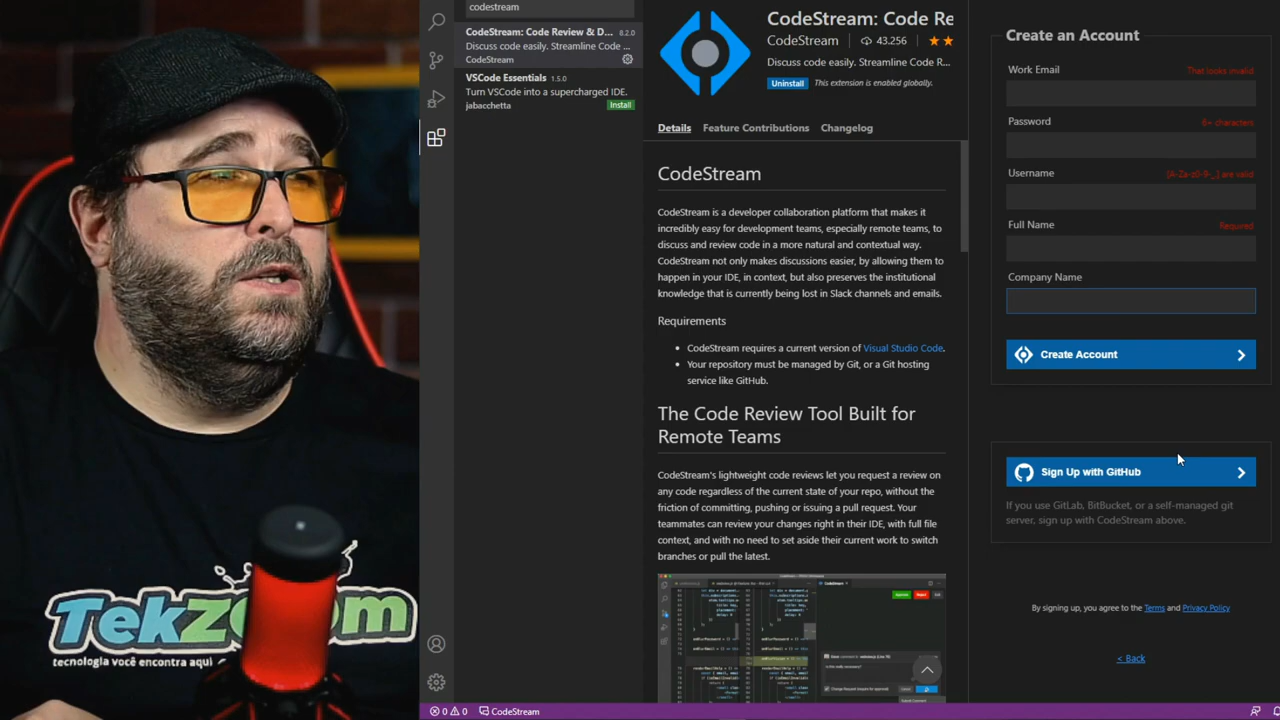 TekZoom
tecnologia você encontra aqui
codestream
CodeStream: Code Review & D... 6.2.0
Discuss code easily. Streamline Code ...
CodeStream
VSCode Essentials 1.5.0
Turn VSCode into a supercharged IDE.
jabacchetta
Install
CodeStream: Code Re
CodeStream
43.256
Discuss code easily. Streamline Code R...
Uninstall
This extension is enabled globally.
Details
Feature Contributions
Changelog
CodeStream
CodeStream is a developer collaboration platform that makes it
incredibly easy for development teams, especially remote teams, to
discuss and review code in a more natural and contextual way.
CodeStream not only makes discussions easier, by allowing them to
happen in your IDE, in context, but also preserves the institutional
knowledge that is currently being lost in Slack channels and emails.
Requirements
CodeStream requires a current version of Visual Studio Code.
Your repository must be managed by Git, or a Git hosting
service like GitHub.
The Code Review Tool Built for
Remote Teams
CodeStream's lightweight code reviews let you request a review on
any code regardless of the current state of your repo, without the
friction of committing, pushing or issuing a pull request. Your
teammates can review your changes right in their IDE, with full file
context, and with no need to set aside their current work to switch
branches or pull the latest.
Create an Account
Work Email
That looks invalid
Password
6+ characters
Username
[A-Za-z0-9-._] are valid
Full Name
Required
Company Name
Create Account
Sign Up with GitHub
If you use GitLab, BitBucket, or a self-managed git
server, sign up with CodeStream above.
By signing up, you agree to the Terms and Privacy Policy
< Back
0 0 CodeStream